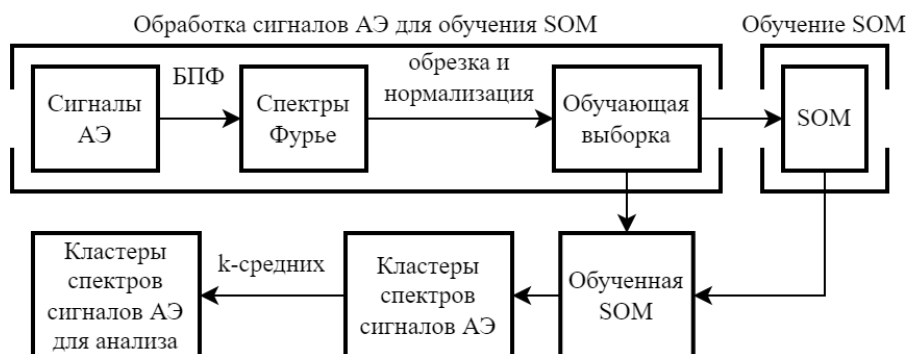 Обработка сигналов АЭ для обучения SOM
Обучение SOM
Сигналы
АЭ
БПФ
Спектры
Фурье
обрезка и
нормализация
Обучающая
выборка
SOM
Кластеры
спектров
сигналов АЭ
для анализа
k-средних
Кластеры
спектров
сигналов АЭ
Обученная
SOM